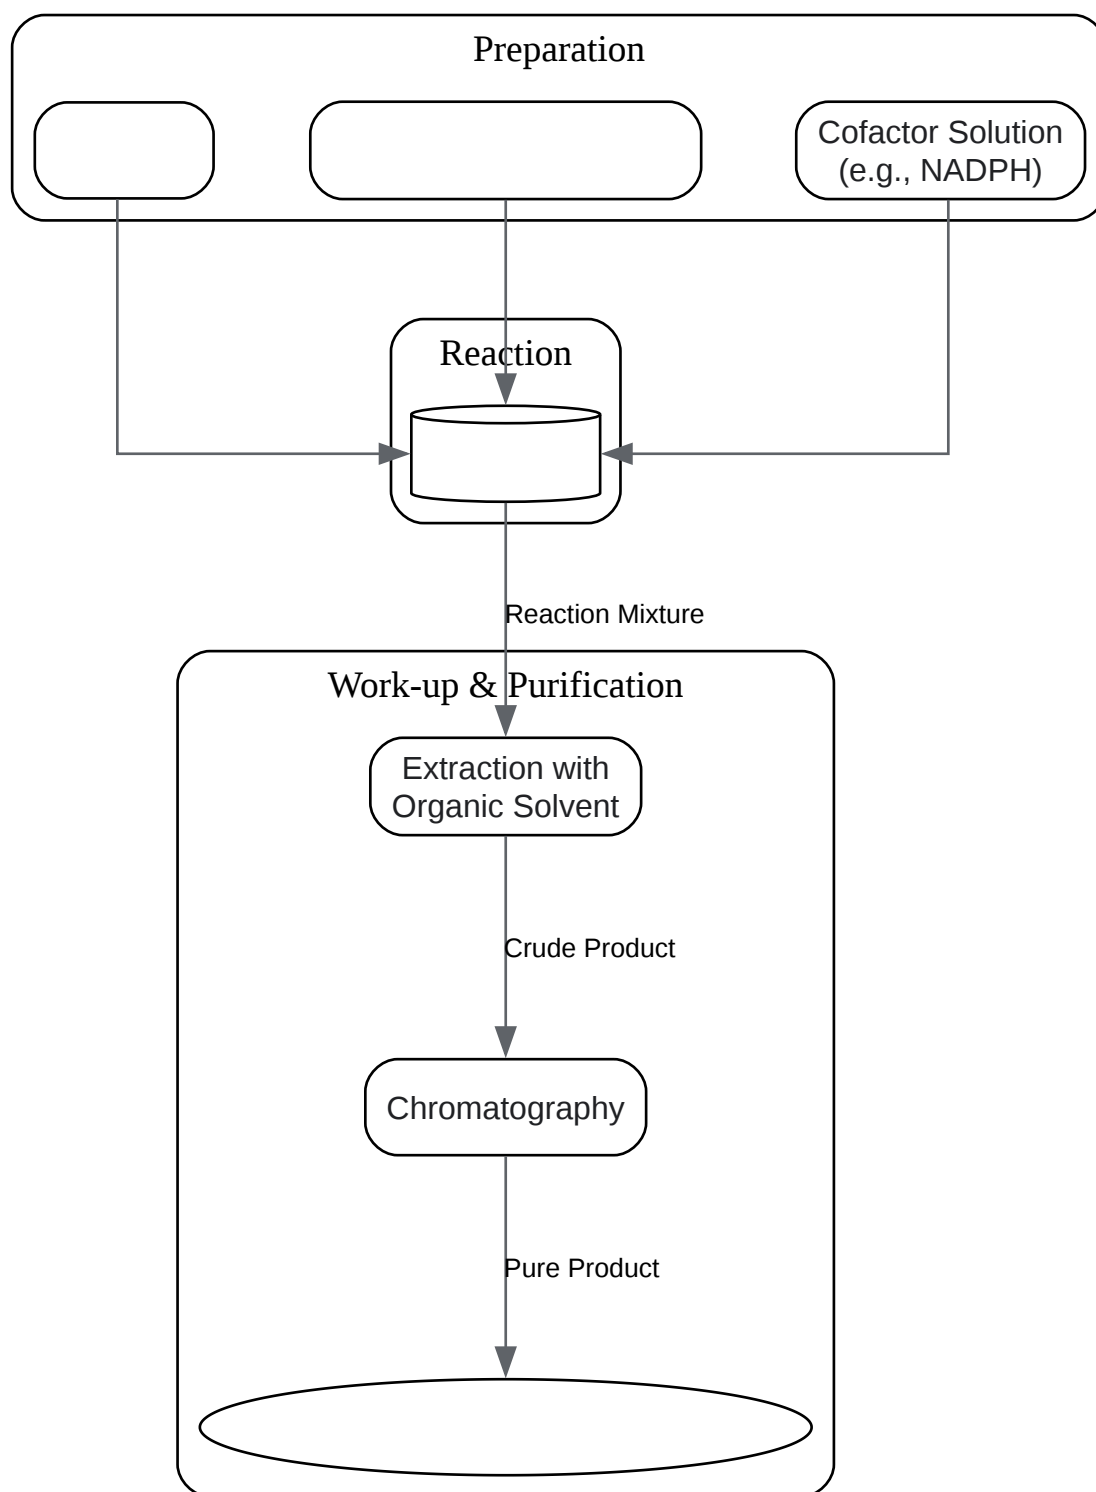 Preparation
Cofactor Solution
(e.g., NADPH)
Reaction
Reaction Mixture
Work-up & Purification
Extraction with
Organic Solvent
Crude Product
Chromatography
Pure Product